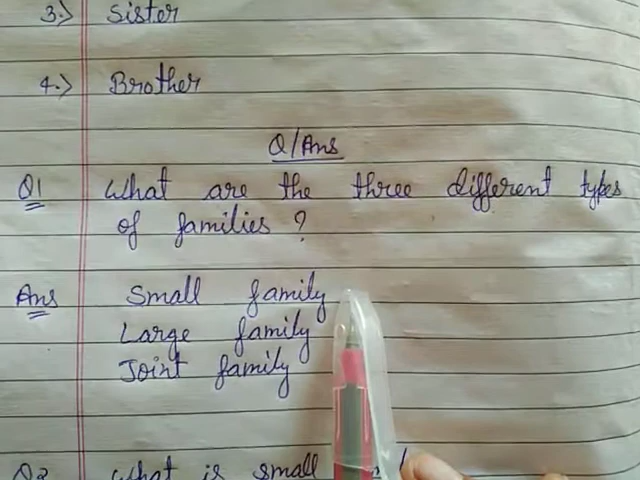 3.> Sister
4.> Brother
Q/Ans
Q1 What are the three different types
of families ?
Ans Small family
Large family
Joint family
Q2 What is small